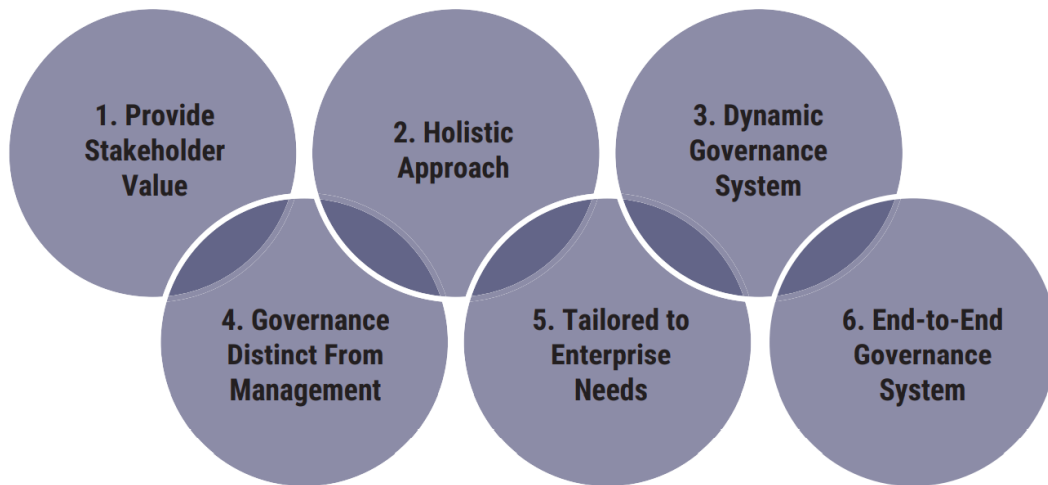 1. Provide
Stakeholder
Value
2. Holistic
Approach
3. Dynamic
Governance
System
4. Governance
Distinct From
Management
5. Tailored to
Enterprise
Needs
6. End-to-End
Governance
System